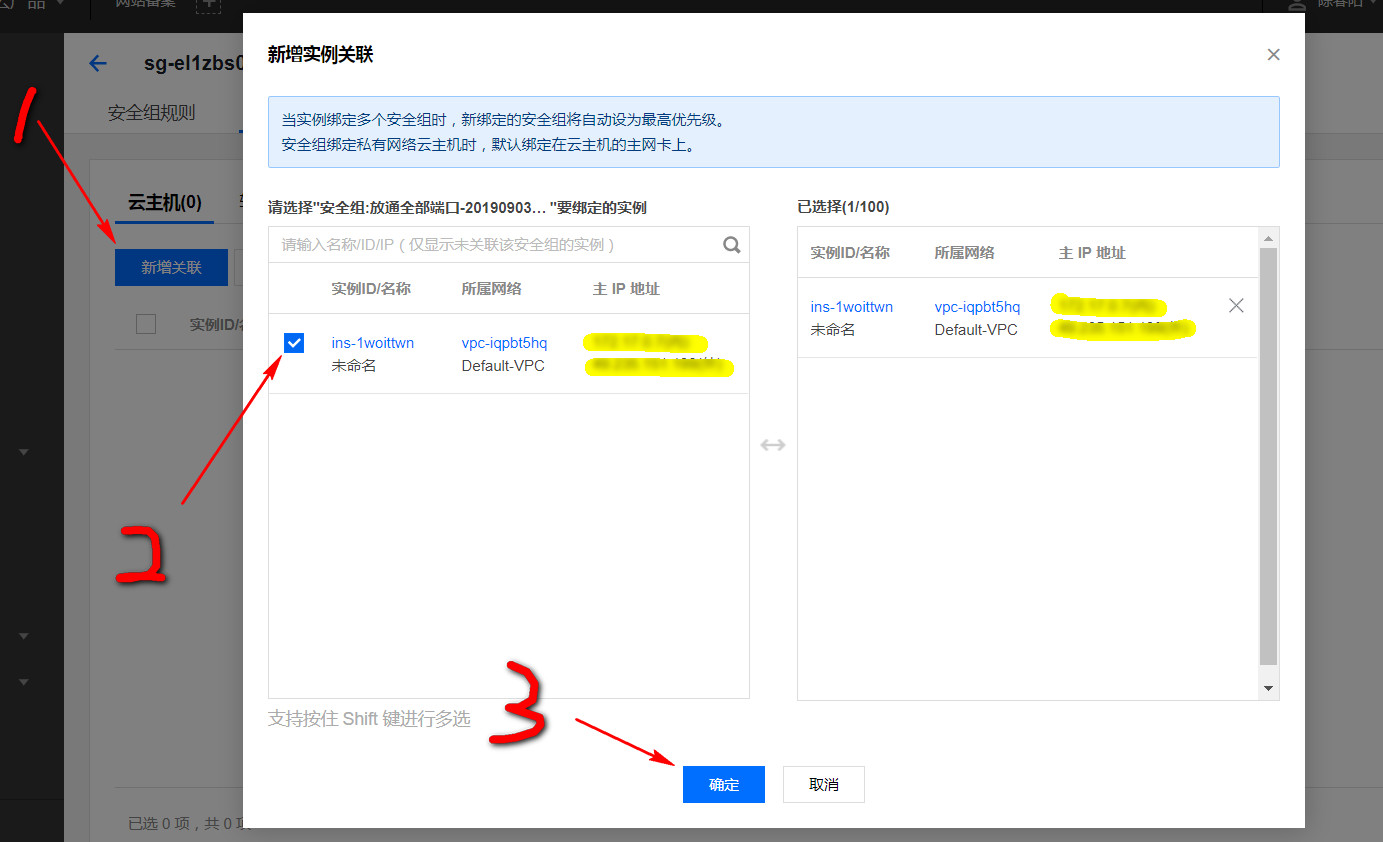 网站备案
sg-el1zbs0
安全组规则
云主机(0)
新增关联
已选 0 项，共 0 项
新增实例关联
当实例绑定多个安全组时，新绑定的安全组将自动设为最高优先级。
安全组绑定私有网络云主机时，默认绑定在云主机的主网卡上。
请选择"安全组:放通全部端口-20190903... "要绑定的实例
请输入名称/ID/IP（仅显示未关联该安全组的实例）
实例ID/名称 所属网络 主 IP 地址
ins-1woittwn vpc-iqpbt5hq
未命名 Default-VPC
支持按住 Shift 键进行多选
已选择(1/100)
实例ID/名称 所属网络 主 IP 地址
ins-1woittwn vpc-iqpbt5hq
未命名 Default-VPC
确定 取消
1
2
3